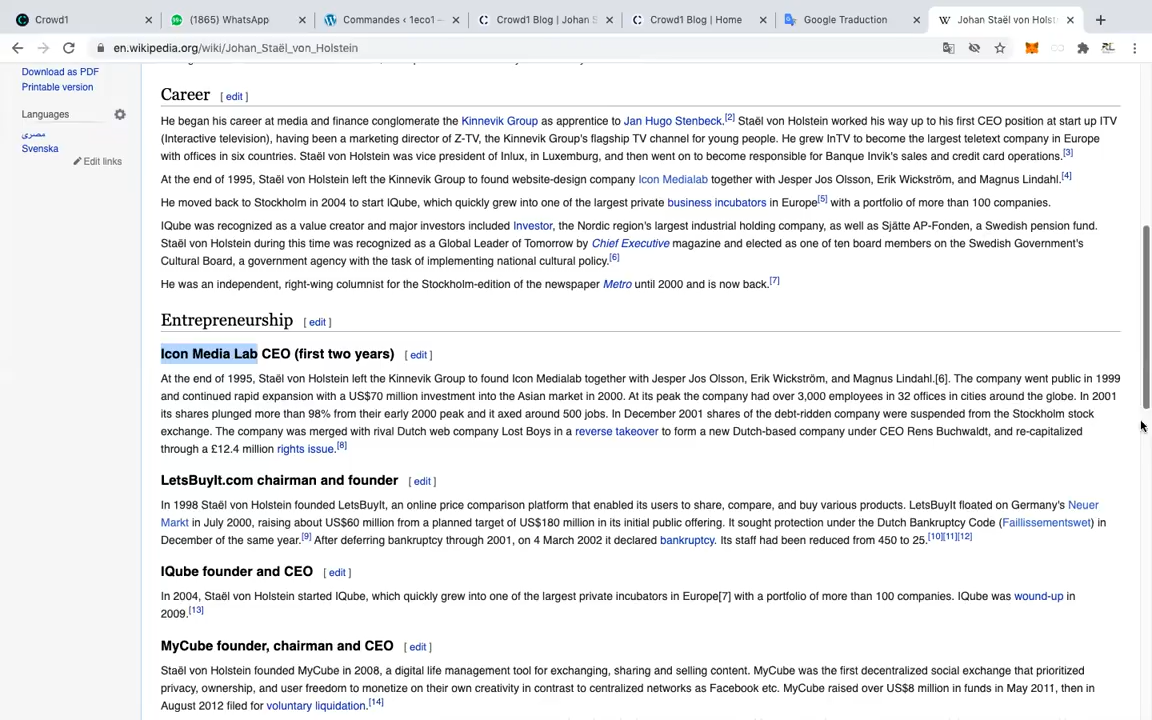 Crowd1
(1865) WhatsApp
Commandes ‹ 1eco1 –
Crowd1 Blog | Johan S
Crowd1 Blog | Home
Google Traduction
Johan Staël von Holst
en.wikipedia.org/wiki/Johan_Staël_von_Holstein
Download as PDF
Printable version
Languages
مصرى
Svenska
Edit links
Career [ edit ]
He began his career at media and finance conglomerate the Kinnevik Group as apprentice to Jan Hugo Stenbeck.[2] Staël von Holstein worked his way up to his first CEO position at start up ITV
(Interactive television), having been a marketing director of Z-TV, the Kinnevik Group's flagship TV channel for young people. He grew InTV to become the largest teletext company in Europe
with offices in six countries. Staël von Holstein was vice president of Inlux, in Luxemburg, and then went on to become responsible for Banque Invik's sales and credit card operations.[3]
At the end of 1995, Staël von Holstein left the Kinnevik Group to found website-design company Icon Medialab together with Jesper Jos Olsson, Erik Wickström, and Magnus Lindahl.[4]
He moved back to Stockholm in 2004 to start IQube, which quickly grew into one of the largest private business incubators in Europe[5] with a portfolio of more than 100 companies.
IQube was recognized as a value creator and major investors included Investor, the Nordic region's largest industrial holding company, as well as Sjätte AP-Fonden, a Swedish pension fund.
Staël von Holstein during this time was recognized as a Global Leader of Tomorrow by Chief Executive magazine and elected as one of ten board members on the Swedish Government's
Cultural Board, a government agency with the task of implementing national cultural policy.[6]
He was an independent, right-wing columnist for the Stockholm-edition of the newspaper Metro until 2000 and is now back.[7]
Entrepreneurship [ edit ]
Icon Media Lab CEO (first two years) [ edit ]
At the end of 1995, Staël von Holstein left the Kinnevik Group to found Icon Medialab together with Jesper Jos Olsson, Erik Wickström, and Magnus Lindahl.[6]. The company went public in 1999
and continued rapid expansion with a US$70 million investment into the Asian market in 2000. At its peak the company had over 3,000 employees in 32 offices in cities around the globe. In 2001
its shares plunged more than 98% from their early 2000 peak and it axed around 500 jobs. In December 2001 shares of the debt-ridden company were suspended from the Stockholm stock
exchange. The company was merged with rival Dutch web company Lost Boys in a reverse takeover to form a new Dutch-based company under CEO Rens Buchwaldt, and re-capitalized
through a £12.4 million rights issue.[8]
LetsBuyIt.com chairman and founder [ edit ]
In 1998 Staël von Holstein founded LetsBuyIt, an online price comparison platform that enabled its users to share, compare, and buy various products. LetsBuyIt floated on Germany's Neuer
Markt in July 2000, raising about US$60 million from a planned target of US$180 million in its initial public offering. It sought protection under the Dutch Bankruptcy Code (Faillissementswet) in
December of the same year.[9] After deferring bankruptcy through 2001, on 4 March 2002 it declared bankruptcy. Its staff had been reduced from 450 to 25.[10][11][12]
IQube founder and CEO [ edit ]
In 2004, Staël von Holstein started IQube, which quickly grew into one of the largest private incubators in Europe[7] with a portfolio of more than 100 companies. IQube was wound-up in
2009.[13]
MyCube founder, chairman and CEO [ edit ]
Staël von Holstein founded MyCube in 2008, a digital life management tool for exchanging, sharing and selling content. MyCube was the first decentralized social exchange that prioritized
privacy, ownership, and user freedom to monetize on their own creativity in contrast to centralized networks as Facebook etc. MyCube raised over US$8 million in funds in May 2011, then in
August 2012 filed for voluntary liquidation.[14]